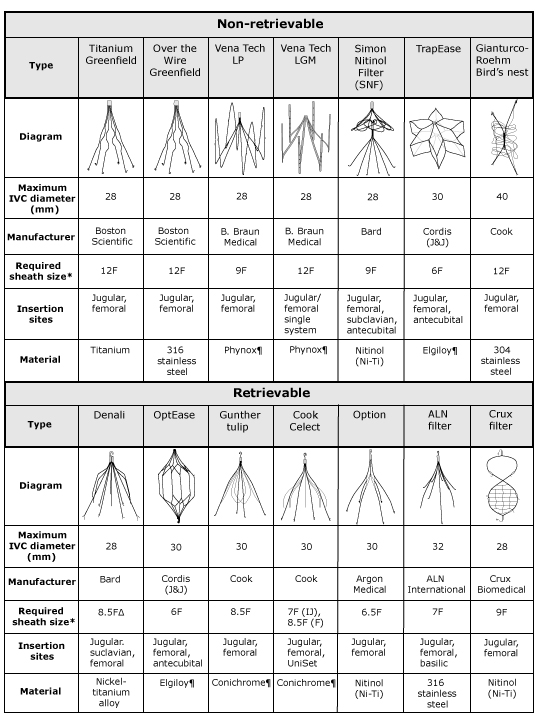 Non-retrievable
Type
Titanium
Greenfield
Over the
Wire
Greenfield
Vena Tech
LP
Vena Tech
LGM
Simon
Nitinol
Filter
(SNF)
TrapEase
Gianturco-
Roehm
Bird's nest
Diagram
Maximum
IVC diameter
(mm)
28
28
28
28
28
30
40
Manufacturer
Boston
Scientific
Boston
Scientific
B. Braun
Medical
B. Braun
Medical
Bard
Cordis
(J&J)
Cook
Required
sheath size*
12F
12F
9F
12F
9F
6F
12F
Insertion
sites
Jugular,
femoral
Jugular,
femoral
Jugular,
femoral
Jugular/
femoral
single
system
Jugular,
femoral,
subclavian,
antecubital
Jugular,
femoral,
antecubital
Jugular,
femoral
Material
Titanium
316
stainless
steel
Phynox¶
Phynox¶
Nitinol
(Ni-Ti)
Elgiloy¶
304
stainless
steel
Retrievable
Type
Denali
OptEase
Gunther
tulip
Cook
Celect
Option
ALN
filter
Crux
filter
Diagram
Maximum
IVC diameter
(mm)
28
30
30
30
30
32
28
Manufacturer
Bard
Cordis
(J&J)
Cook
Cook
Argon
Medical
ALN
International
Crux
Biomedical
Required
sheath size*
8.5FΔ
6F
8.5F
7F (IJ),
8.5F (F)
6.5F
7F
9F
Insertion
sites
Jugular.
suclavian,
femoral
Jugular,
femoral,
antecubital
Jugular,
femoral
Jugular,
femoral,
UniSet
Jugular,
femoral
Jugular,
femoral,
basilic
Jugular,
femoral
Material
Nickel-
titanium
alloy
Elgiloy¶
Conichrome¶
Conichrome¶
Nitinol
(Ni-Ti)
316
stainless
steel
Nitinol
(Ni-Ti)